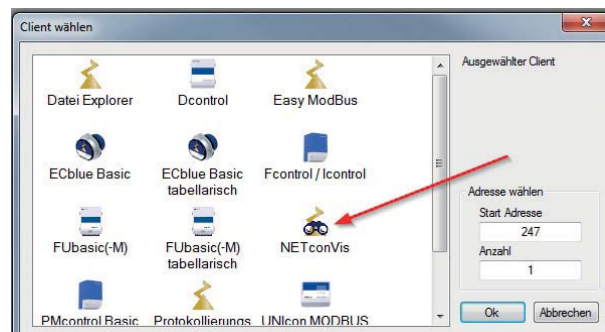 Client wählen
Ausgewählter Client
Datei Explorer
Dcontrol
Easy ModBus
ECblue Basic
ECblue Basic
tabellarisch
Fcontrol / Icontrol
FUbasic(-M)
FUbasic(-M)
tabellarisch
NETconVis
PMcontrol Basic
Protokollierungs
UNIcon MODBUS
Adresse wählen
Start Adresse
247
Anzahl
1
Ok
Abbrechen